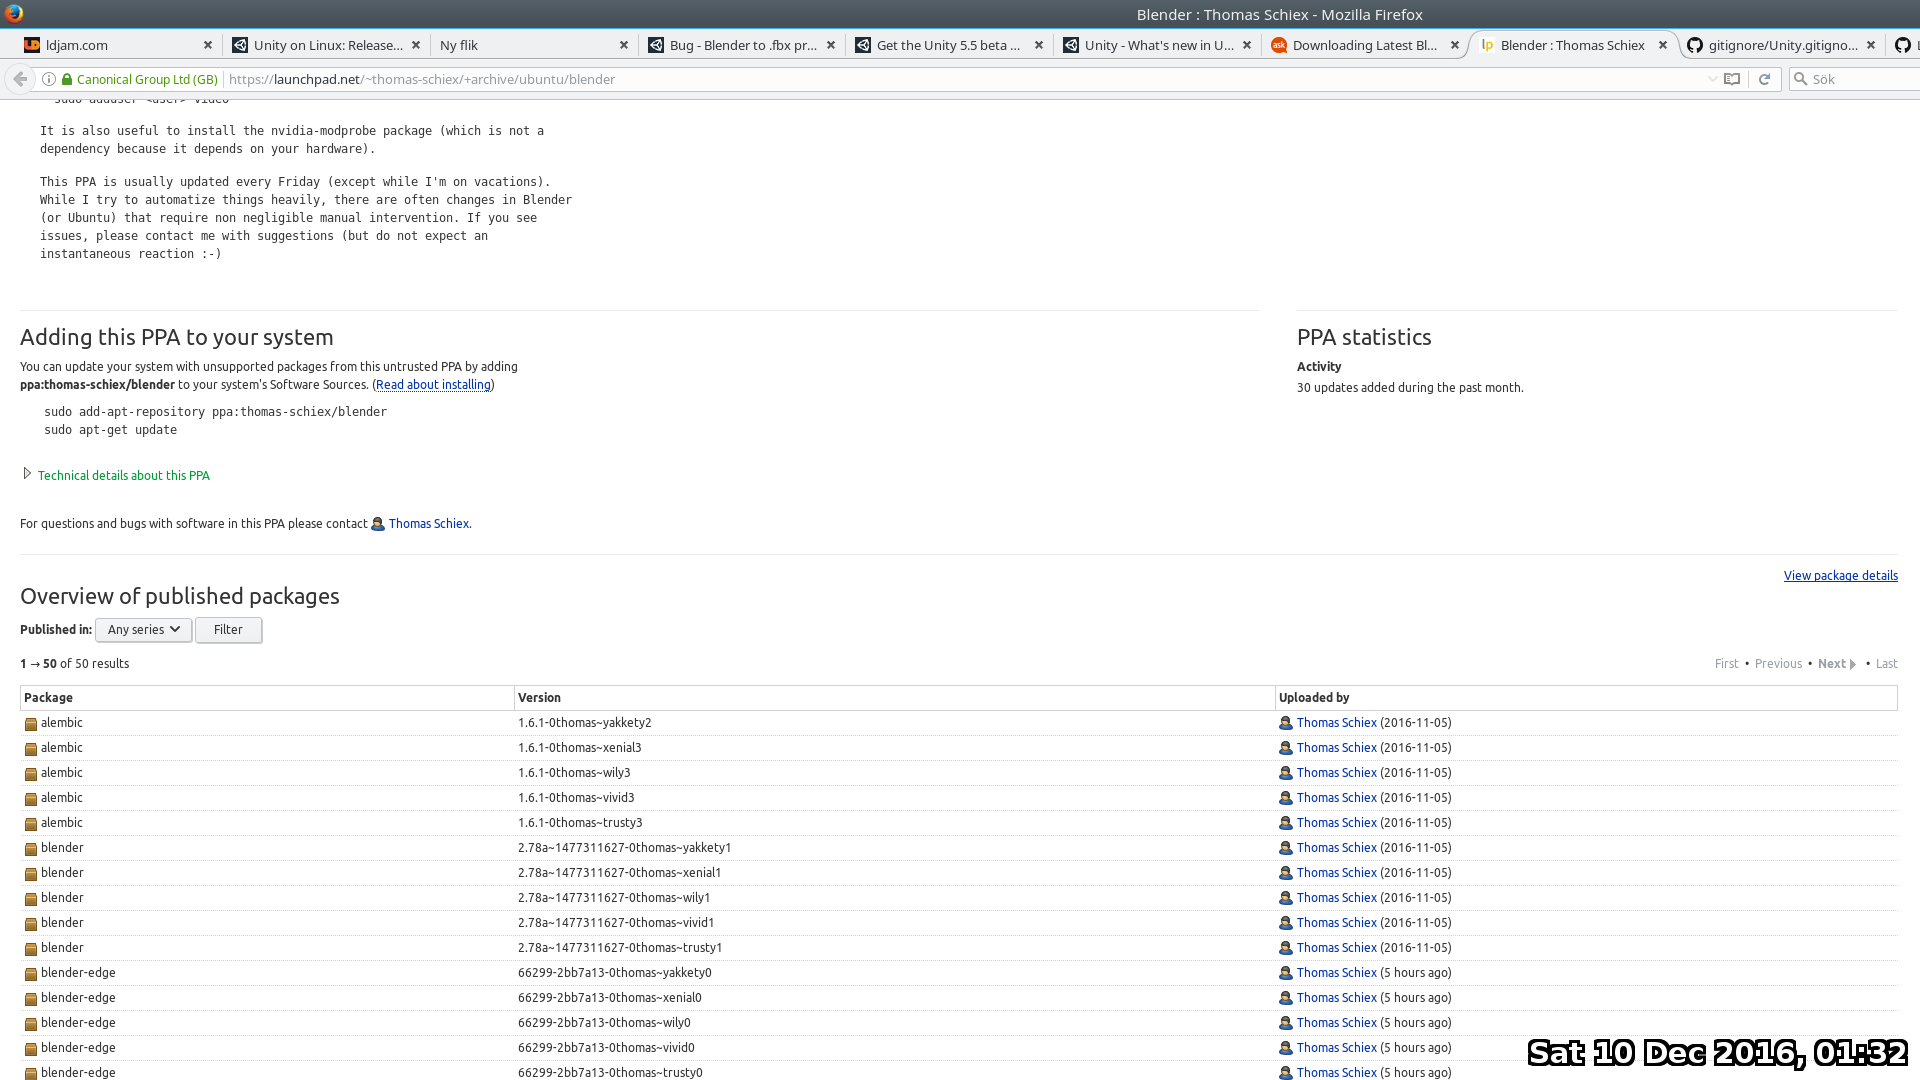 Blender : Thomas Schiex - Mozilla Firefox
ldjam.com
Unity on Linux: Release...
Ny flik
Bug - Blender to .fbx pr...
Get the Unity 5.5 beta ...
Unity - What's new in U...
ask Downloading Latest Bl...
lp Blender : Thomas Schiex
gitignore/Unity.gitigno...
Canonical Group Ltd (GB) https://launchpad.net/~thomas-schiex/+archive/ubuntu/blender
Sök
sudo adduser <user> video
It is also useful to install the nvidia-modprobe package (which is not a
dependency because it depends on your hardware).
This PPA is usually updated every Friday (except while I'm on vacations).
While I try to automatize things heavily, there are often changes in Blender
(or Ubuntu) that require non negligible manual intervention. If you see
issues, please contact me with suggestions (but do not expect an
instantaneous reaction :-)
Adding this PPA to your system
You can update your system with unsupported packages from this untrusted PPA by adding
ppa:thomas-schiex/blender to your system's Software Sources. (Read about installing)
sudo add-apt-repository ppa:thomas-schiex/blender
sudo apt-get update
Technical details about this PPA
For questions and bugs with software in this PPA please contact Thomas Schiex.
PPA statistics
Activity
30 updates added during the past month.
View package details
Overview of published packages
Published in: Any series Filter
1 → 50 of 50 results
First • Previous • Next • Last
Package Version Uploaded by
alembic 1.6.1-0thomas~yakkety2 Thomas Schiex (2016-11-05)
alembic 1.6.1-0thomas~xenial3 Thomas Schiex (2016-11-05)
alembic 1.6.1-0thomas~wily3 Thomas Schiex (2016-11-05)
alembic 1.6.1-0thomas~vivid3 Thomas Schiex (2016-11-05)
alembic 1.6.1-0thomas~trusty3 Thomas Schiex (2016-11-05)
blender 2.78a~1477311627-0thomas~yakkety1 Thomas Schiex (2016-11-05)
blender 2.78a~1477311627-0thomas~xenial1 Thomas Schiex (2016-11-05)
blender 2.78a~1477311627-0thomas~wily1 Thomas Schiex (2016-11-05)
blender 2.78a~1477311627-0thomas~vivid1 Thomas Schiex (2016-11-05)
blender 2.78a~1477311627-0thomas~trusty1 Thomas Schiex (2016-11-05)
blender-edge 66299-2bb7a13-0thomas~yakkety0 Thomas Schiex (5 hours ago)
blender-edge 66299-2bb7a13-0thomas~xenial0 Thomas Schiex (5 hours ago)
blender-edge 66299-2bb7a13-0thomas~wily0 Thomas Schiex (5 hours ago)
blender-edge 66299-2bb7a13-0thomas~vivid0 Thomas Schiex (5 hours ago)
blender-edge 66299-2bb7a13-0thomas~trusty0 Thomas Schiex (5 hours ago)
Sat 10 Dec 2016, 01:32